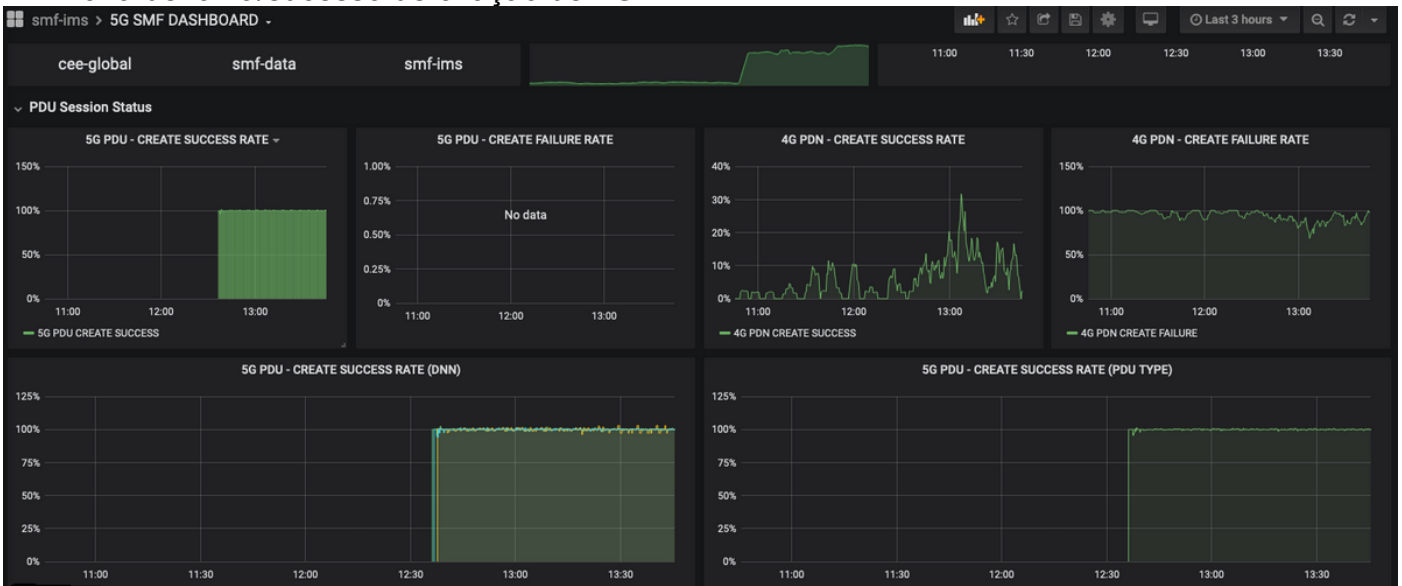 smf-ims > 5G SMF DASHBOARD
Last 3 hours
cee-global smf-data smf-ims
11:00 11:30 12:00 12:30 13:00 13:30
PDU Session Status
5G PDU - CREATE SUCCESS RATE
150%
100%
50%
0%
11:00 12:00 13:00
5G PDU CREATE SUCCESS
5G PDU - CREATE FAILURE RATE
1.00%
0.75%
0.50%
0.25%
0%
No data
11:00 12:00 13:00
4G PDN - CREATE SUCCESS RATE
40%
30%
20%
10%
0%
11:00 12:00 13:00
4G PDN CREATE SUCCESS
4G PDN - CREATE FAILURE RATE
150%
100%
50%
0%
11:00 12:00 13:00
4G PDN CREATE FAILURE
5G PDU - CREATE SUCCESS RATE (DNN)
125%
100%
75%
50%
25%
0%
11:00 11:30 12:00 12:30 13:00 13:30
5G PDU - CREATE SUCCESS RATE (PDU TYPE)
125%
100%
75%
50%
25%
0%
11:00 11:30 12:00 12:30 13:00 13:30